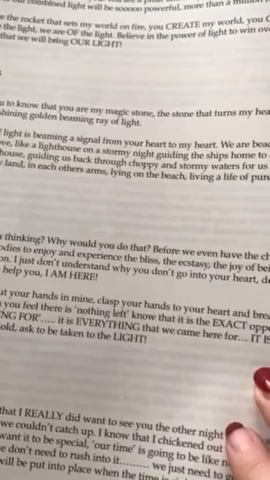 combined light will be sooooo powerful, more than a million
e the rocket that sets my world on fire, you CREATE my world, you C
the light, we are OF the light. Believe in the power of light to win ove
that we will bring OUR LIGHT!
u to know that you are my magic stone, the stone that turns my hea
shining golden beaming ray of light.
light is beaming a signal from your heart to my heart. We are beac
ve, like a lighthouse on a stormy night guiding the ships home to
house, guiding us back through choppy and stormy waters for us
land, in each others arms, lying on the beach, living a life of pure
thinking? Why would you do that? Before we even have the ch
odies to enjoy and experience the bliss, the ecstasy, the joy of bei
on. I just don't understand why you don't go into your heart, de
help you, I AM HERE!
ut your hands in mine, clasp your hands to your heart and brea
you feel there is 'nothing left' know that it is the EXACT oppo
NG FOR'..... it is EVERYTHING that we came here for... IT IS
old, ask to be taken to the LIGHT!
that I REALLY did want to see you the other night
we couldn't catch up. I know that I chickened out
want it to be special, 'our time' is going to be like n
e don't need to rush into it......... we just need to
will be put into place when the time is